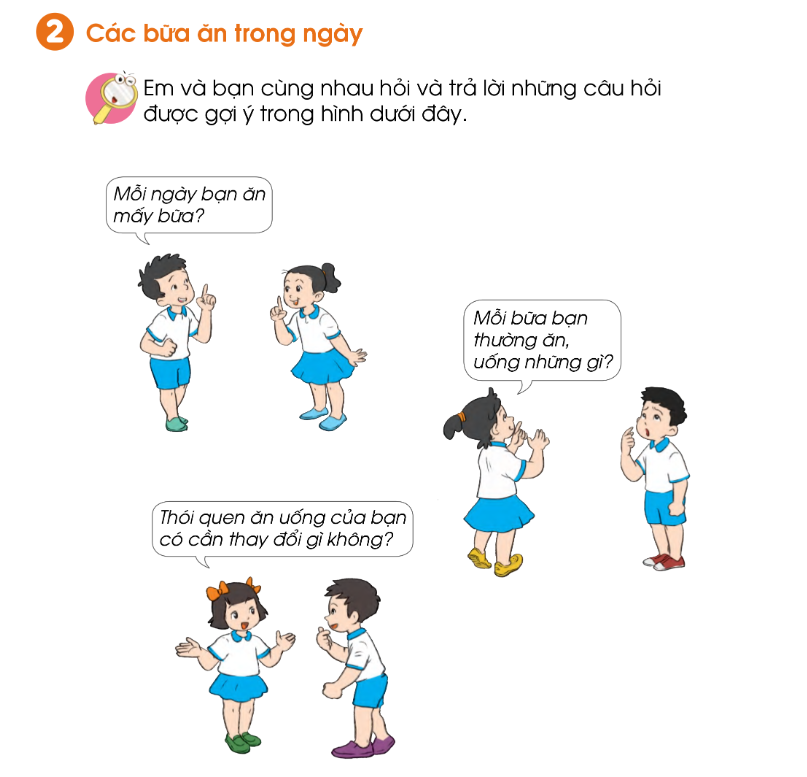 2 Các bữa ăn trong ngày
Em và bạn cùng nhau hỏi và trả lời những câu hỏi
được gợi ý trong hình dưới đây.
Mỗi ngày bạn ăn
mấy bữa?
Mỗi bữa bạn
thường ăn,
uống những gì?
Thói quen ăn uống của bạn
có cần thay đổi gì không?